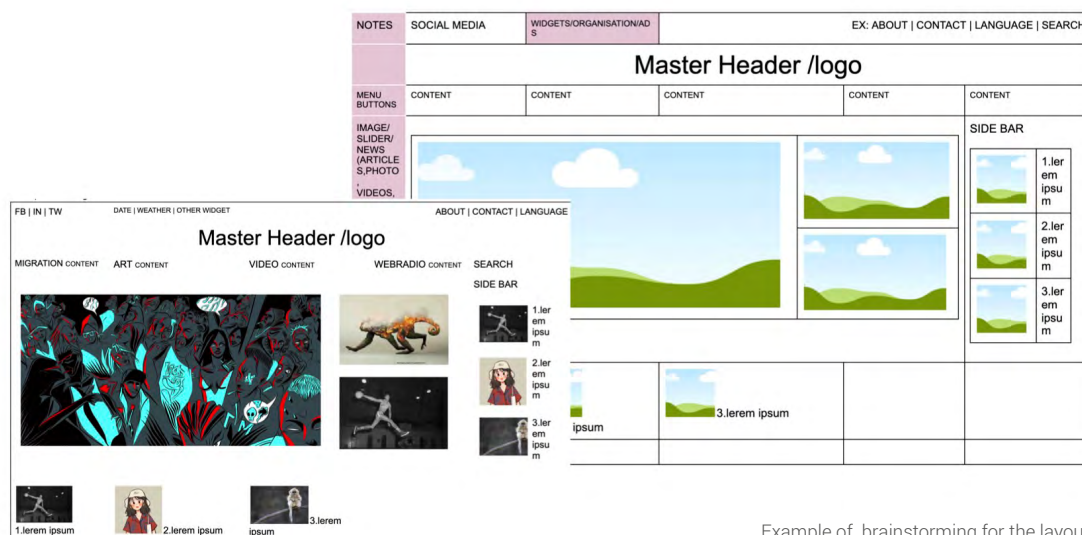 NOTES
SOCIAL MEDIA
WIDGETS/ORGANISATION/AD
S
EX: ABOUT | CONTACT | LANGUAGE | SEARCH
Master Header /logo
MENU
BUTTONS
CONTENT
CONTENT
CONTENT
CONTENT
CONTENT
IMAGE/
SLIDER/
NEWS
(ARTICLE
S,PHOTO
,
VIDEOS,
SIDE BAR
1.ler
em
ipsu
m
2.ler
em
ipsu
m
3.ler
em
ipsu
m
ipsum
3.lerem ipsum
FB | IN | TW
DATE | WEATHER | OTHER WIDGET
ABOUT | CONTACT | LANGUAGE
Master Header /logo
MIGRATION CONTENT
ART CONTENT
VIDEO CONTENT
WEBRADIO CONTENT
SEARCH
SIDE BAR
1.ler
em
ipsu
m
2.ler
em
ipsu
m
3.ler
em
ipsu
m
1.lerem ipsum
2.lerem ipsum
3.lerem
ipsum
Example of brainstorming for the layou